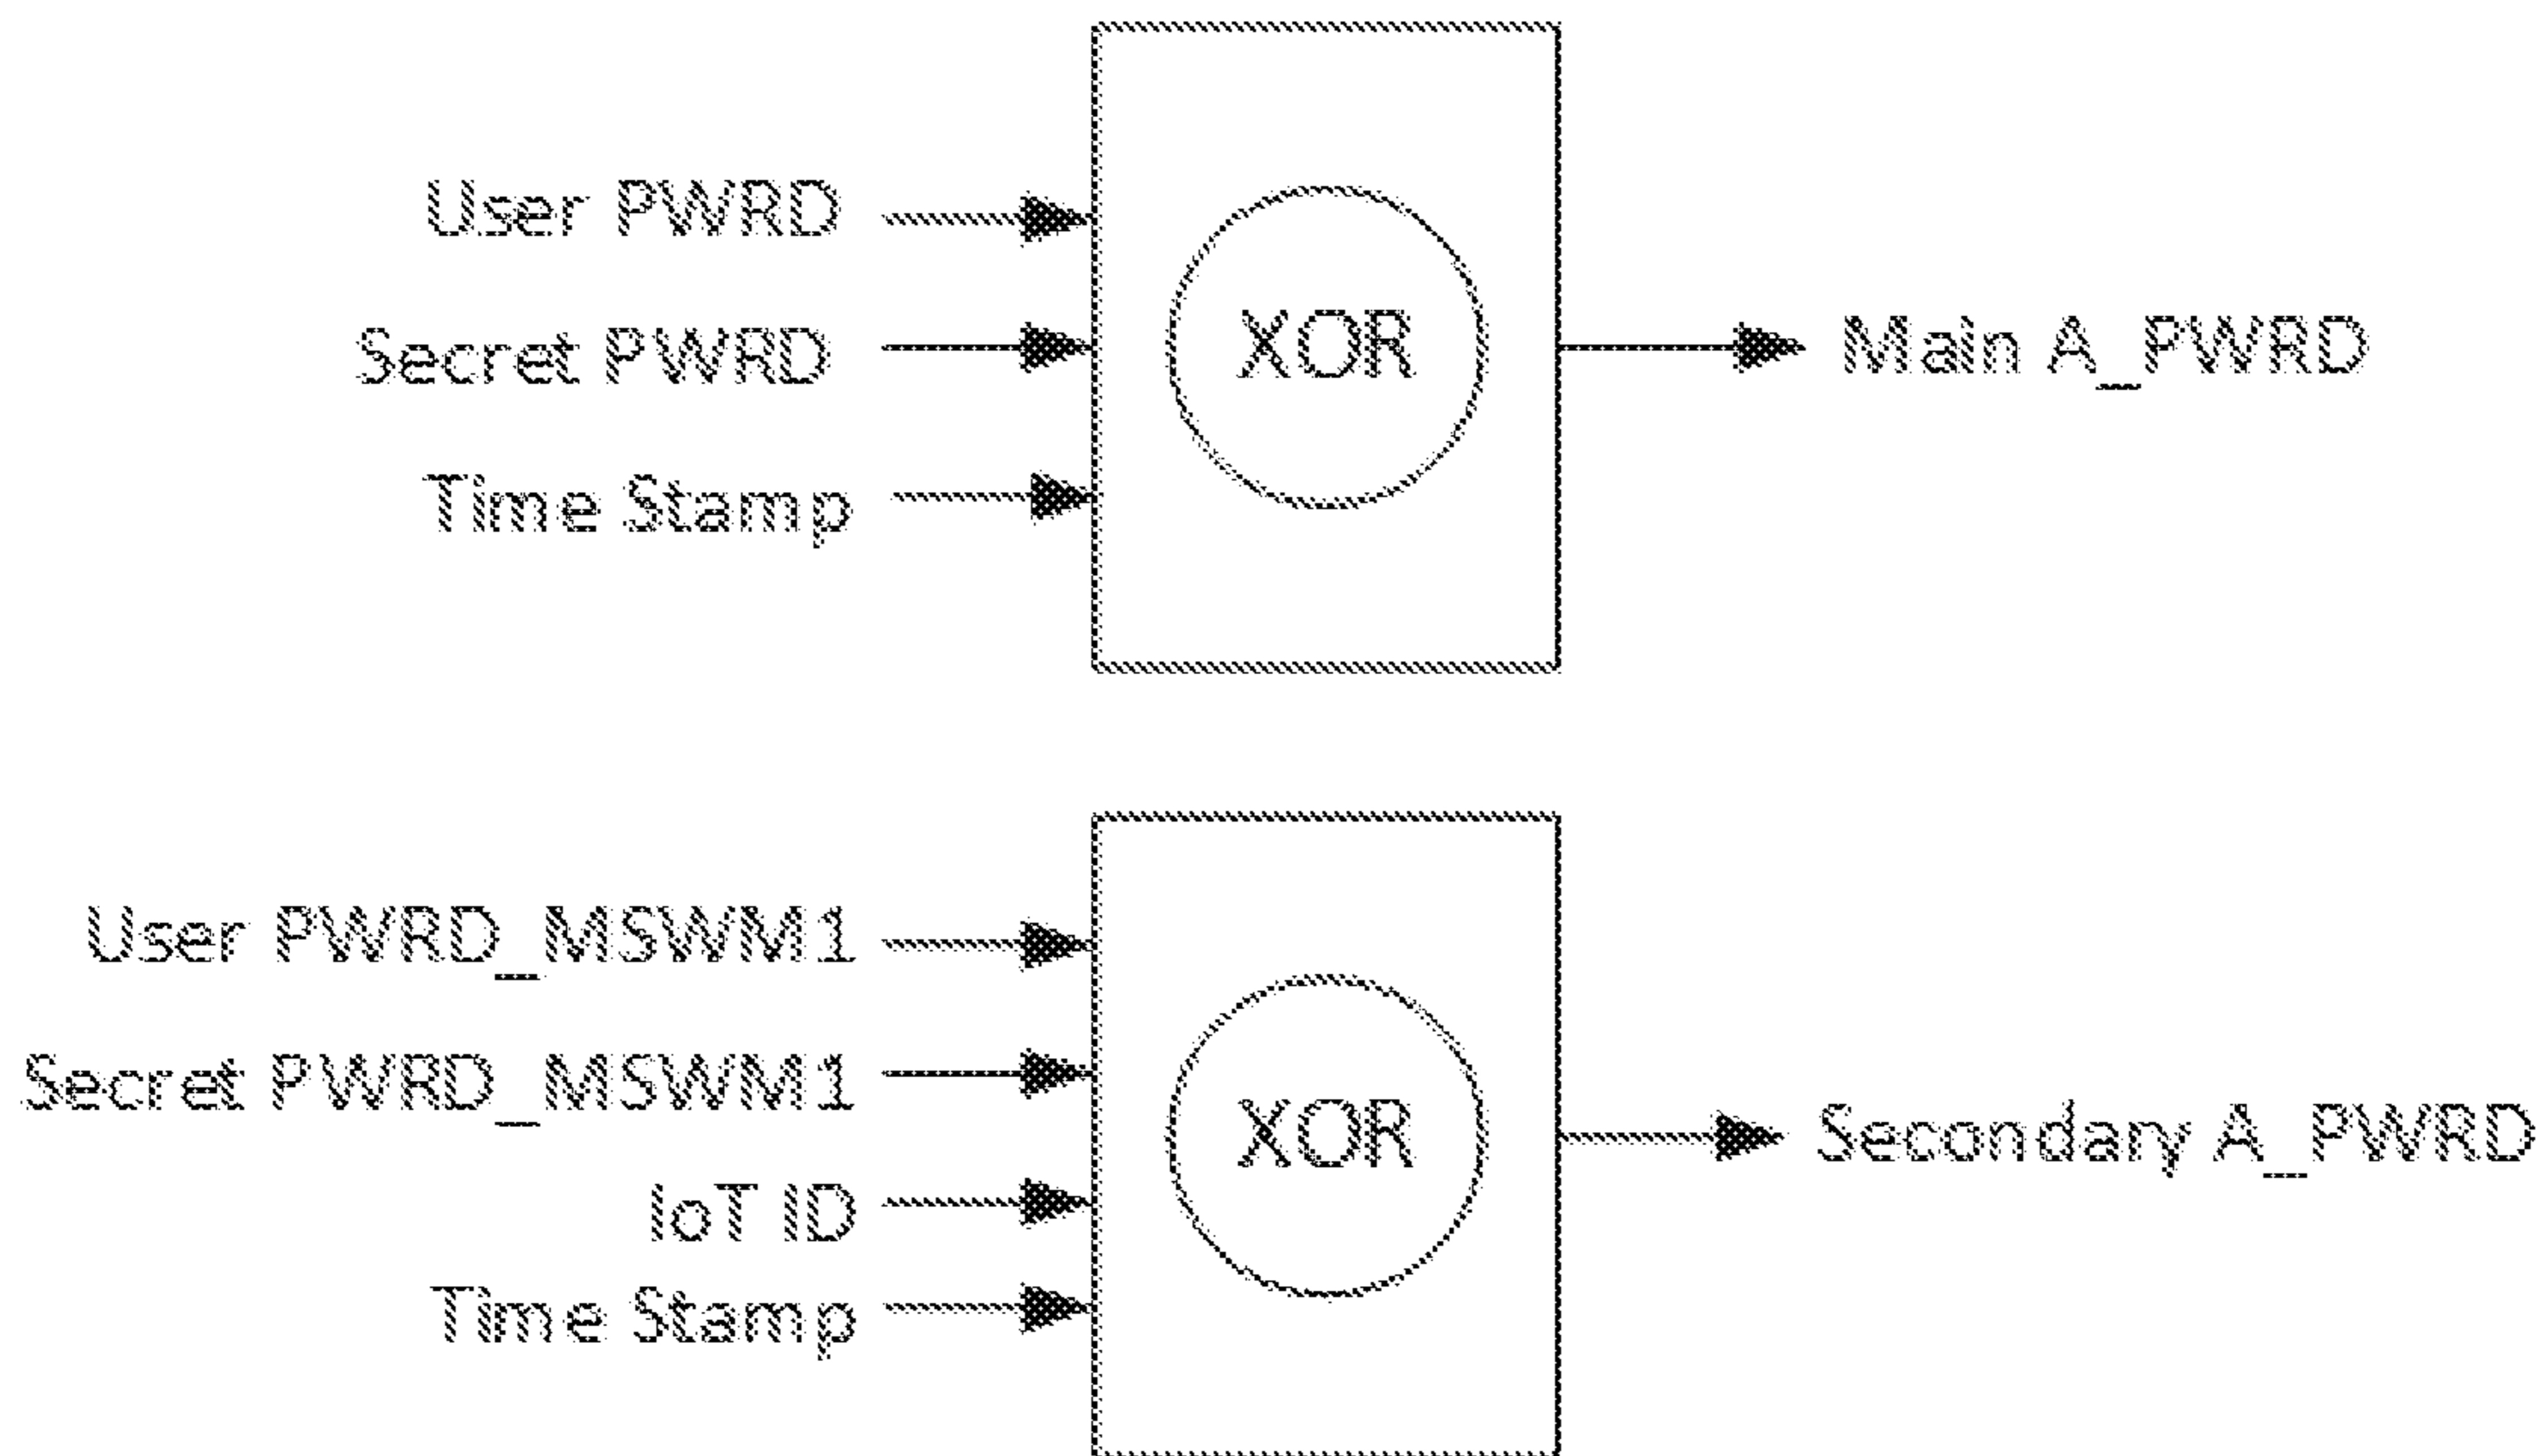 User PWRD
Secret PWRD
Time Stamp
XOR
Main A_PWRD
User PWRD_MSWM1
Secret PWRD_MSWM1
IoT ID
Time Stamp
XOR
Secondary A_PWRD